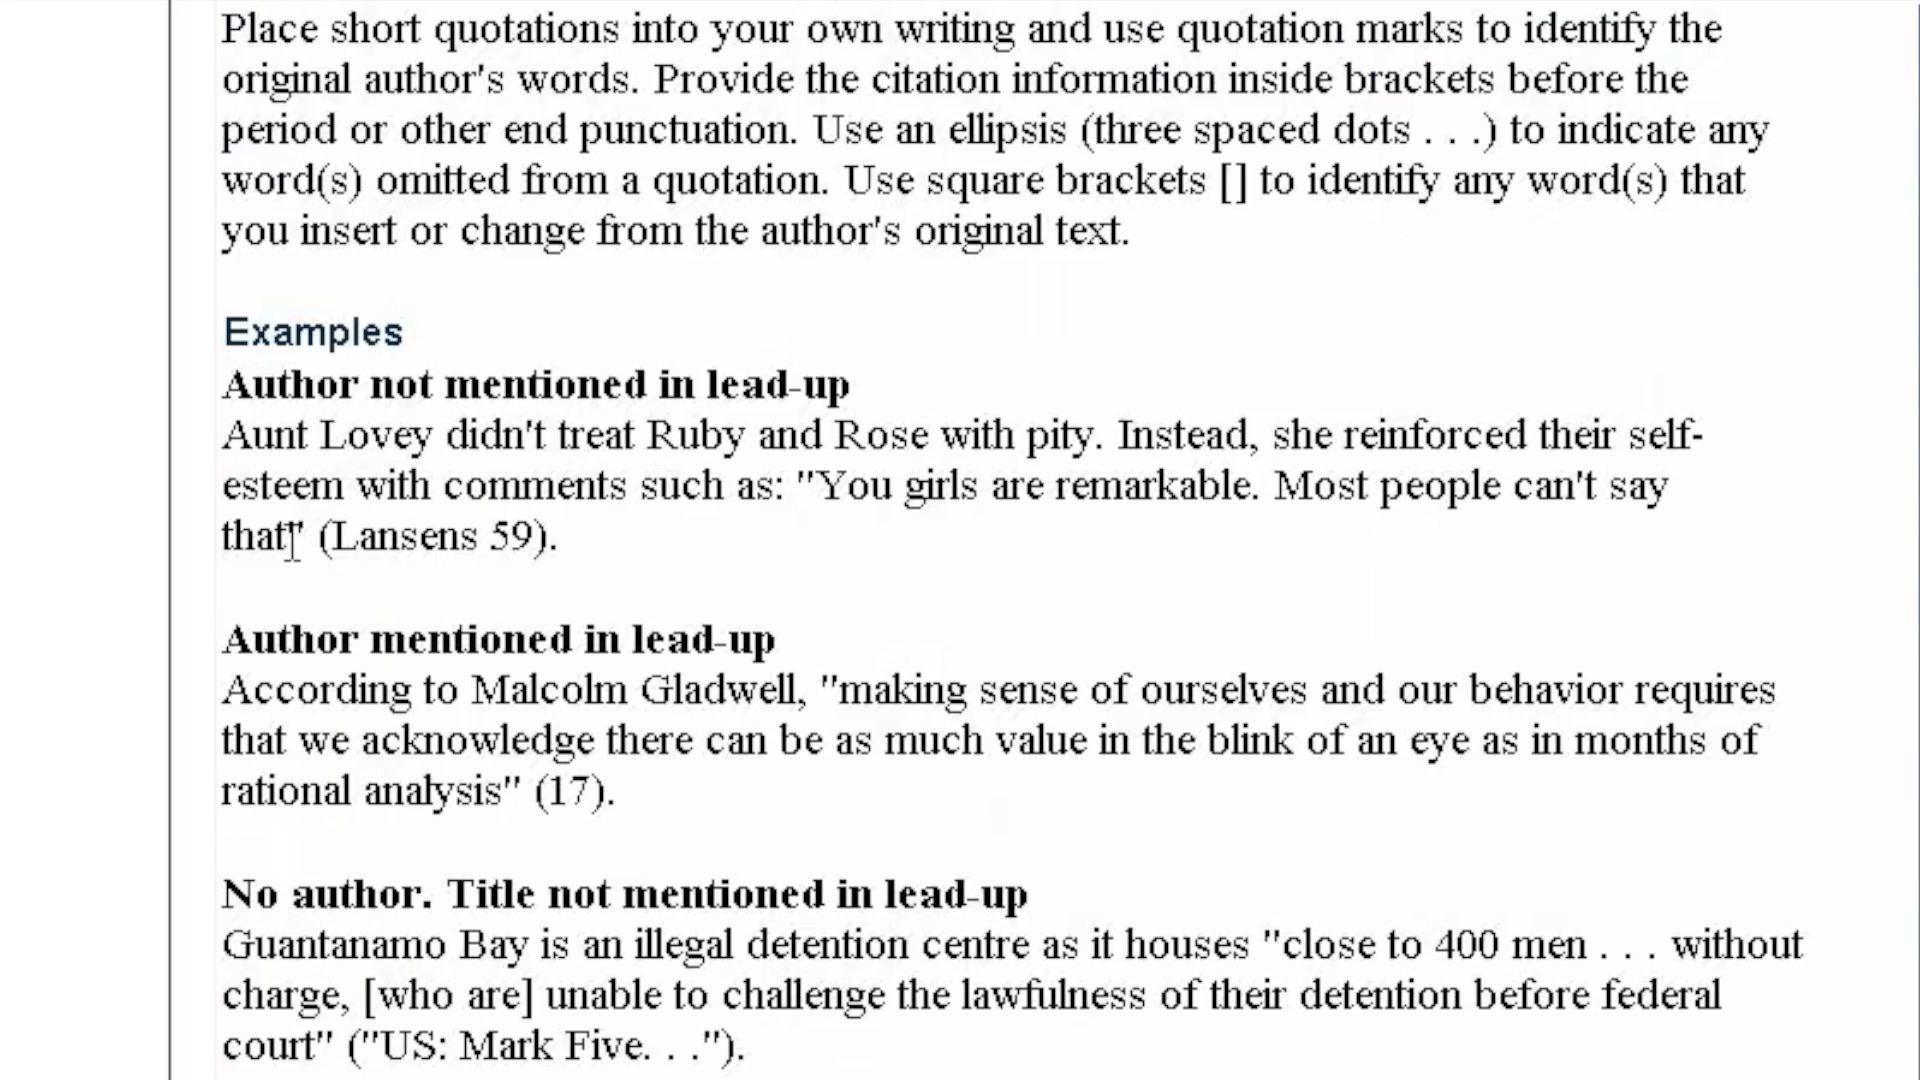 Place short quotations into your own writing and use quotation marks to identify the
original author's words. Provide the citation information inside brackets before the
period or other end punctuation. Use an ellipsis (three spaced dots . . .) to indicate any
word(s) omitted from a quotation. Use square brackets [] to identify any word(s) that
you insert or change from the author's original text.
Examples
Author not mentioned in lead-up
Aunt Lovey didn't treat Ruby and Rose with pity. Instead, she reinforced their self-
esteem with comments such as: "You girls are remarkable. Most people can't say
that" (Lansens 59).
Author mentioned in lead-up
According to Malcolm Gladwell, "making sense of ourselves and our behavior requires
that we acknowledge there can be as much value in the blink of an eye as in months of
rational analysis" (17).
No author. Title not mentioned in lead-up
Guantanamo Bay is an illegal detention centre as it houses "close to 400 men . . . without
charge, [who are] unable to challenge the lawfulness of their detention before federal
court" ("US: Mark Five. . .").